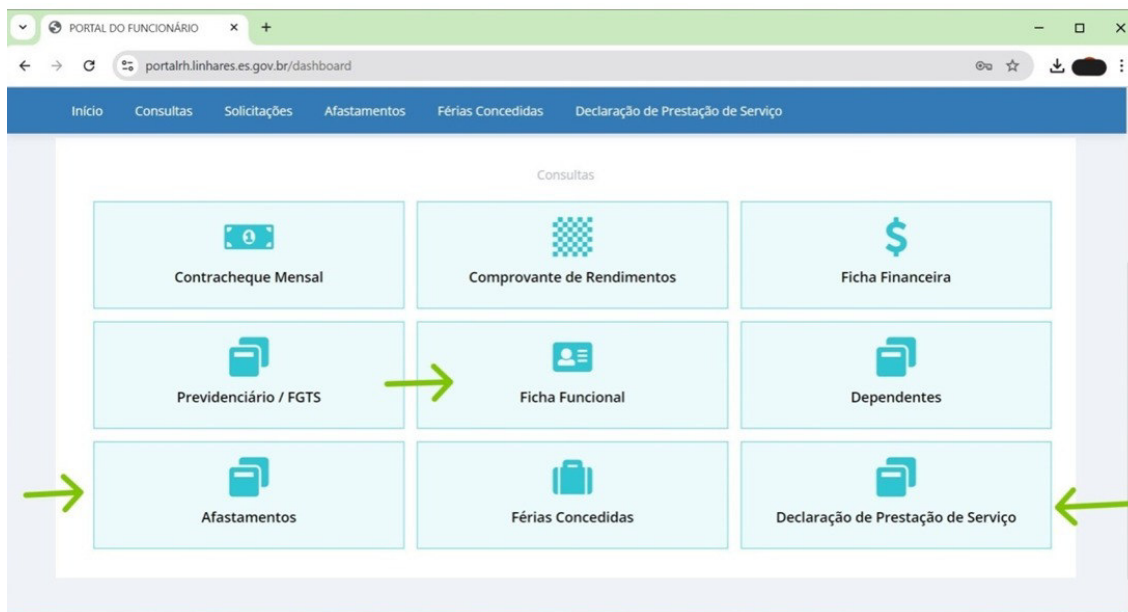 PORTAL DO FUNCIONÁRIO
portalrh.linhares.es.gov.br/dashboard
Início Consultas Solicitações Afastamentos Férias Concedidas Declaração de Prestação de Serviço
Consultas
1
Contracheque Mensal Comprovante de Rendimentos Ficha Financeira
Previdenciário / FGTS Ficha Funcional Dependentes
Afastamentos Férias Concedidas Declaração de Prestação de Serviço